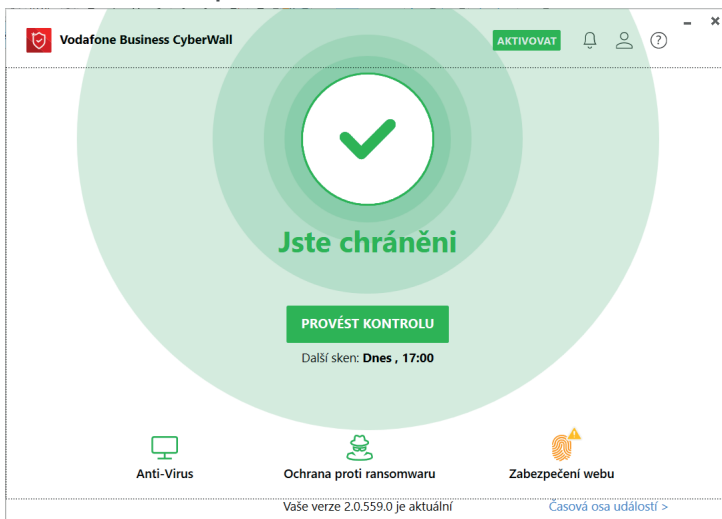 Vodafone Business CyberWall
AKTIVOVAT
Jste chráněni
PROVÉST KONTROLU
Další sken: Dnes , 17:00
Anti-Virus
Ochrana proti ransomwaru
Zabezpečení webu
Vaše verze 2.0.559.0 je aktuální
Časová osa událostí >